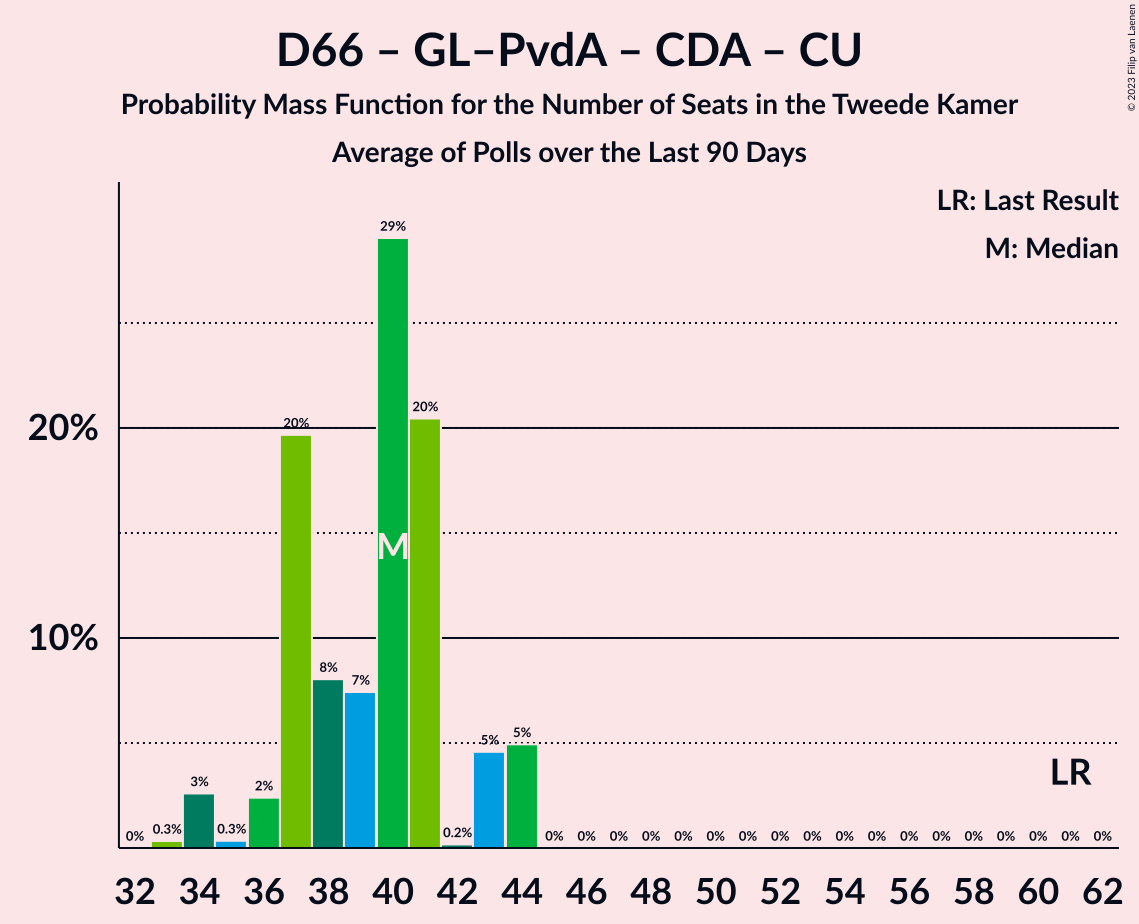 D66 – GL–PvdA – CDA – CU
Probability Mass Function for the Number of Seats in the Tweede Kamer
Average of Polls over the Last 90 Days
© 2023 Filip van Laenen
LR: Last Result
M: Median
20%
10%
0% 0.3% 3% 0.3% 2% 20% 8% 7% 29% 20% 0.2% 5% 5% 0% 0% 0% 0% 0% 0% 0% 0% 0% 0% 0% 0% 0% 0% 0% 0% 0% 0%
M
LR
32 34 36 38 40 42 44 46 48 50 52 54 56 58 60 62